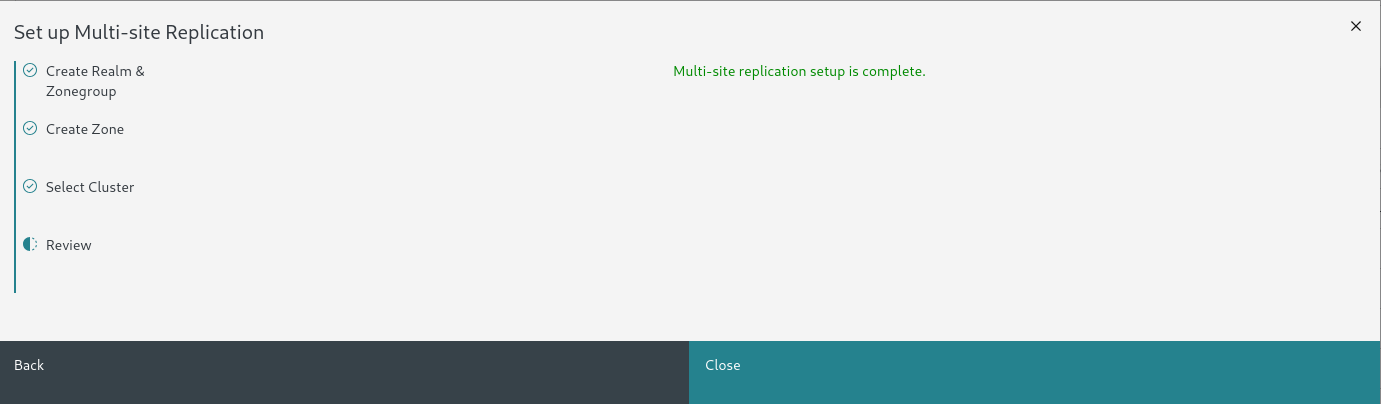 Set up Multi-site Replication
Create Realm &
Zonegroup
Create Zone
Select Cluster
Review
Multi-site replication setup is complete.
Back
Close